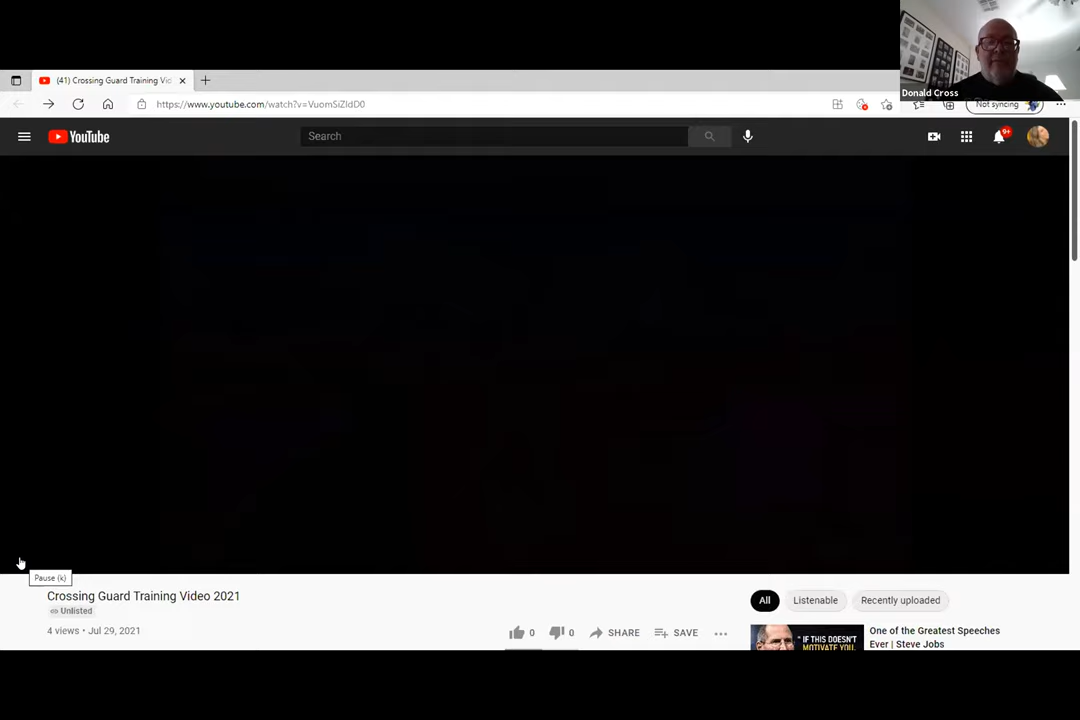 Donald Cross
(41) Crossing Guard Training Vid
https://www.youtube.com/watch?v=VuomSiZldD0
Not syncing
YouTube
Search
9+
Pause (k)
Crossing Guard Training Video 2021
Unlisted
4 views • Jul 29, 2021
0
0
SHARE
SAVE
All
Listenable
Recently uploaded
"IF THIS DOESN'T
MOTIVATE YOU,
One of the Greatest Speeches
Ever | Steve Jobs